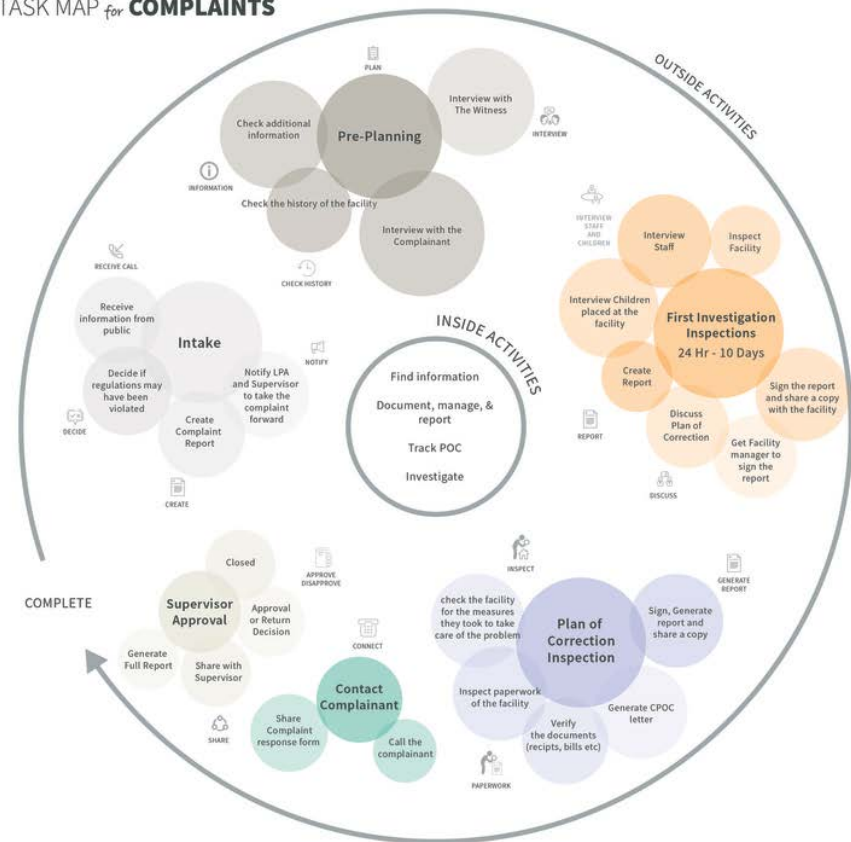 TASK MAP for COMPLAINTS
OUTSIDE ACTIVITIES
PLAN
Pre-Planning
Check additional
information
Interview with
The Witness
INTERVIEW
INFORMATION
Check the history of the facility
Interview with the
Complainant
CHECK HISTORY
RECEIVE CALL
Receive
information from
public
Intake
Decide if
regulations may
have been
violated
Notify LPA
and Supervisor
to take the
complaint
forward
NOTIFY
DECIDE
Create
Complaint
Report
CREATE
INSIDE ACTIVITIES
Find information
Document, manage, &
report
Track POC
Investigate
INTERVIEW
STAFF
AND
CHILDREN
Interview
Staff
Inspect
Facility
Interview Children
placed at the
facility
First Investigation
Inspections
24 Hr - 10 Days
Create
Report
Sign the report
and share a copy
with the facility
REPORT
Discuss
Plan of
Correction
Get Facility
manager to
sign the
report
DISCUSS
INSPECT
GENERATE
REPORT
check the facility
for the measures
they took to take
care of the problem
Plan of
Correction
Inspection
Sign, Generate
report and
share a copy
Inspect paperwork
of the facility
Generate CPOC
letter
Verify
the documents
(recipts, bills etc)
PAPERWORK
CONNECT
Contact
Complainant
Share
Complaint
response form
Call the
complainant
Closed
APPROVE
DISAPPROVE
Supervisor
Approval
Approval
or Return
Decision
Generate
Full Report
Share with
Supervisor
SHARE
COMPLETE